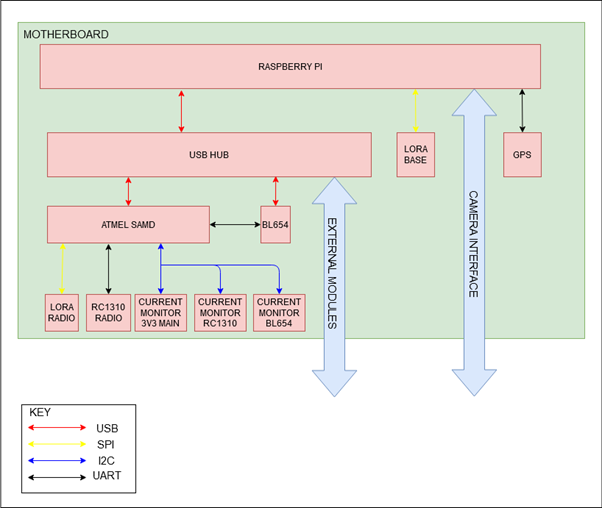 MOTHERBOARD
RASPBERRY PI
USB HUB
LORA
BASE
GPS
ATMEL SAMD
BL654
EXTERNAL MODULES
CAMERA INTERFACE
LORA
RADIO
RC1310
RADIO
CURRENT
MONITOR
3V3 MAIN
CURRENT
MONITOR
RC1310
CURRENT
MONITOR
BL654
KEY
USB
SPI
I2C
UART